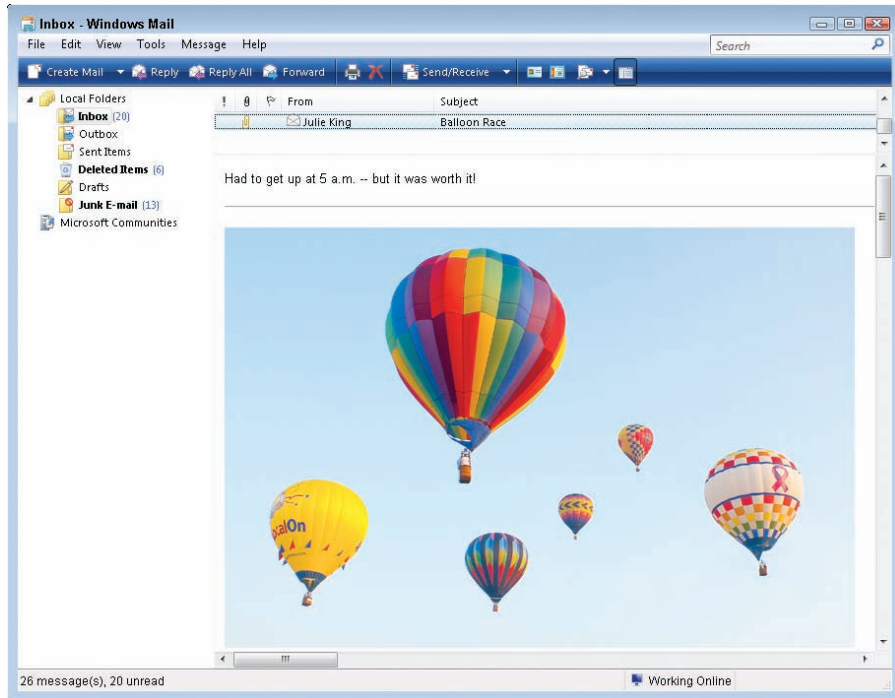 Inbox - Windows Mail
File Edit View Tools Message Help
Search
Create Mail Reply Reply All Forward Send/Receive
Local Folders
Inbox (20)
Outbox
Sent Items
Deleted Items (6)
Drafts
Junk E-mail (13)
Microsoft Communities
! From Subject
Julie King Balloon Race
Had to get up at 5 a.m. -- but it was worth it!
calOn
26 message(s), 20 unread
Working Online